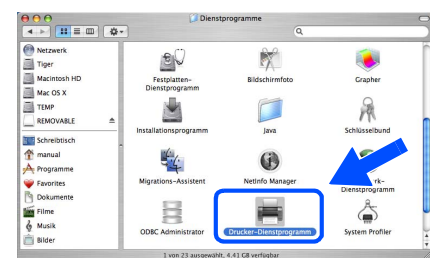 Dienstprogramme
Netzwerk
Tiger
Macintosh HD
Mac OS X
TEMP
REMOVABLE
Schreibtisch
manual
Programme
Favorites
Dokumente
Filme
Musik
Bilder
Festplatten-
Dienstprogramm
Bildschirmfoto
Grapher
Installationsprogramm
Java
Schlüsselbund
Migrations-Assistent
NetInfo Manager
rk-
Dienstprogramm
ODBC Administrator
Drucker-Dienstprogramm
System Profiler
1 von 23 ausgewählt, 4,41 GB verfügbar